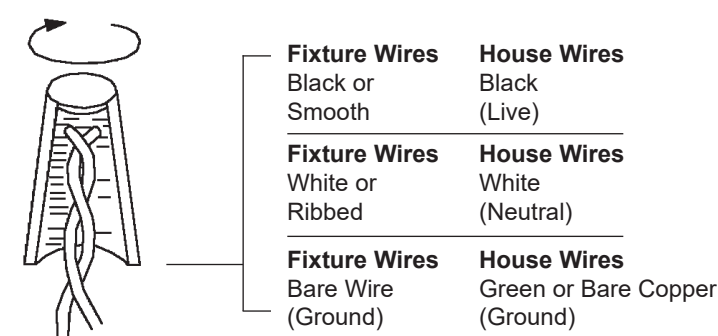 Fixture Wires House Wires
Black or Black
Smooth (Live)
Fixture Wires House Wires
White or White
Ribbed (Neutral)
Fixture Wires House Wires
Bare Wire Green or Bare Copper
(Ground) (Ground)